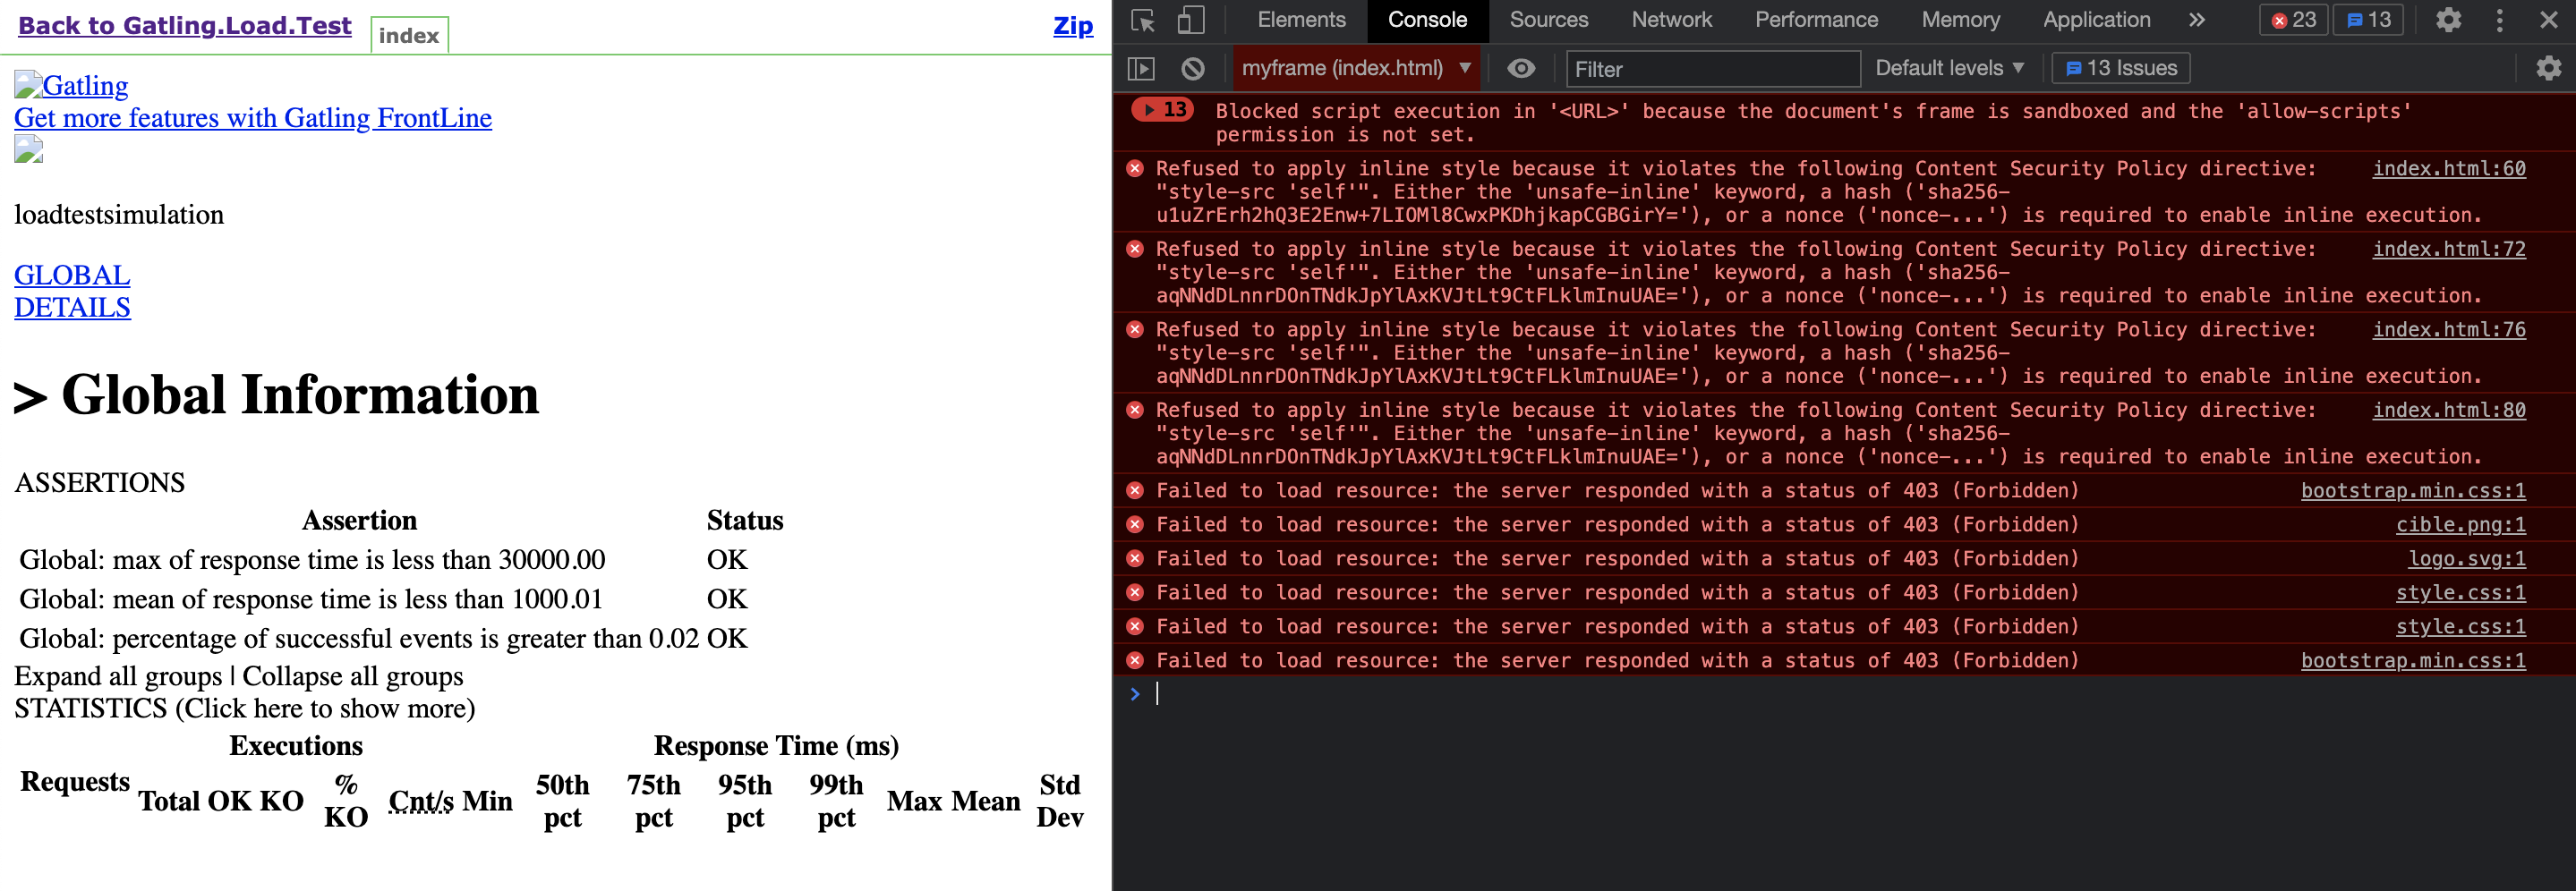 Back to Gatling.Load.Test
index
Zip
Gatling
Get more features with Gatling FrontLine
loadtestsimulation
GLOBAL
DETAILS
> Global Information
ASSERTIONS
Assertion Status
Global: max of response time is less than 30000.00 OK
Global: mean of response time is less than 1000.01 OK
Global: percentage of successful events is greater than 0.02 OK
Expand all groups | Collapse all groups
STATISTICS (Click here to show more)
Executions Response Time (ms)
Requests Total OK KO % KO Cnt/s Min 50th pct 75th pct 95th pct 99th pct Max Mean Std Dev
Elements Console Sources Network Performance Memory Application » 23 13
myframe (index.html) ▼ Filter Default levels ▼ 13 Issues
13 Blocked script execution in '<URL>' because the document's frame is sandboxed and the 'allow-scripts'
permission is not set.
Refused to apply inline style because it violates the following Content Security Policy directive: index.html:60
"style-src 'self'". Either the 'unsafe-inline' keyword, a hash ('sha256-
u1uZrErh2hQ3E2Enw+7LIOMl8CwxPKDhjkapCGBGirY='), or a nonce ('nonce-...') is required to enable inline execution.
Refused to apply inline style because it violates the following Content Security Policy directive: index.html:72
"style-src 'self'". Either the 'unsafe-inline' keyword, a hash ('sha256-
aqNNdDLnnrDOnTNdkJpYlAxKVJtLt9CtFLklmInuUAE='), or a nonce ('nonce-...') is required to enable inline execution.
Refused to apply inline style because it violates the following Content Security Policy directive: index.html:76
"style-src 'self'". Either the 'unsafe-inline' keyword, a hash ('sha256-
aqNNdDLnnrDOnTNdkJpYlAxKVJtLt9CtFLklmInuUAE='), or a nonce ('nonce-...') is required to enable inline execution.
Refused to apply inline style because it violates the following Content Security Policy directive: index.html:80
"style-src 'self'". Either the 'unsafe-inline' keyword, a hash ('sha256-
aqNNdDLnnrDOnTNdkJpYlAxKVJtLt9CtFLklmInuUAE='), or a nonce ('nonce-...') is required to enable inline execution.
Failed to load resource: the server responded with a status of 403 (Forbidden) bootstrap.min.css:1
Failed to load resource: the server responded with a status of 403 (Forbidden) cible.png:1
Failed to load resource: the server responded with a status of 403 (Forbidden) logo.svg:1
Failed to load resource: the server responded with a status of 403 (Forbidden) style.css:1
Failed to load resource: the server responded with a status of 403 (Forbidden) style.css:1
Failed to load resource: the server responded with a status of 403 (Forbidden) bootstrap.min.css:1